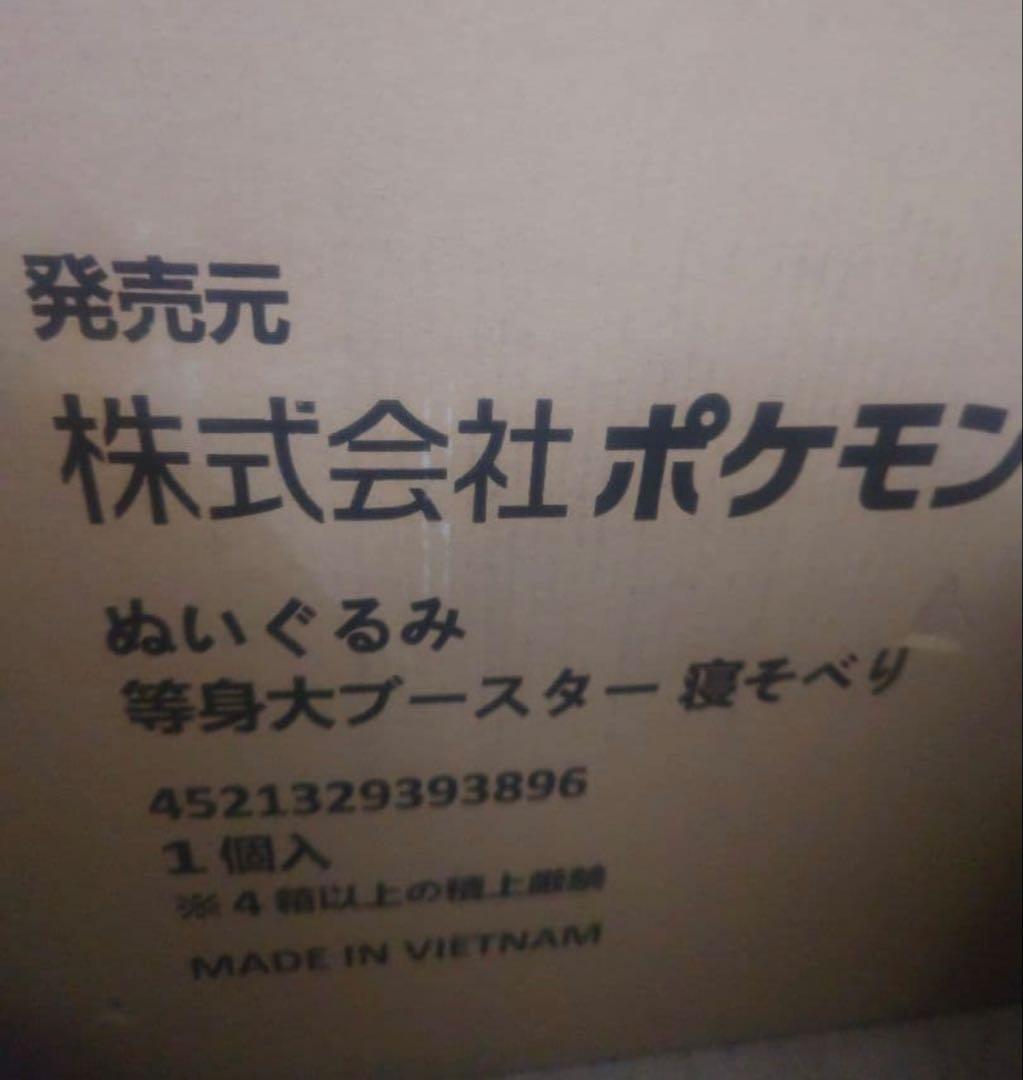 発売元
株式会社ポケモン
ぬいぐるみ
等身大ブースター 寝そべり
4521329393896
1個入
※4箱以上の積上厳禁
MADE IN VIETNAM